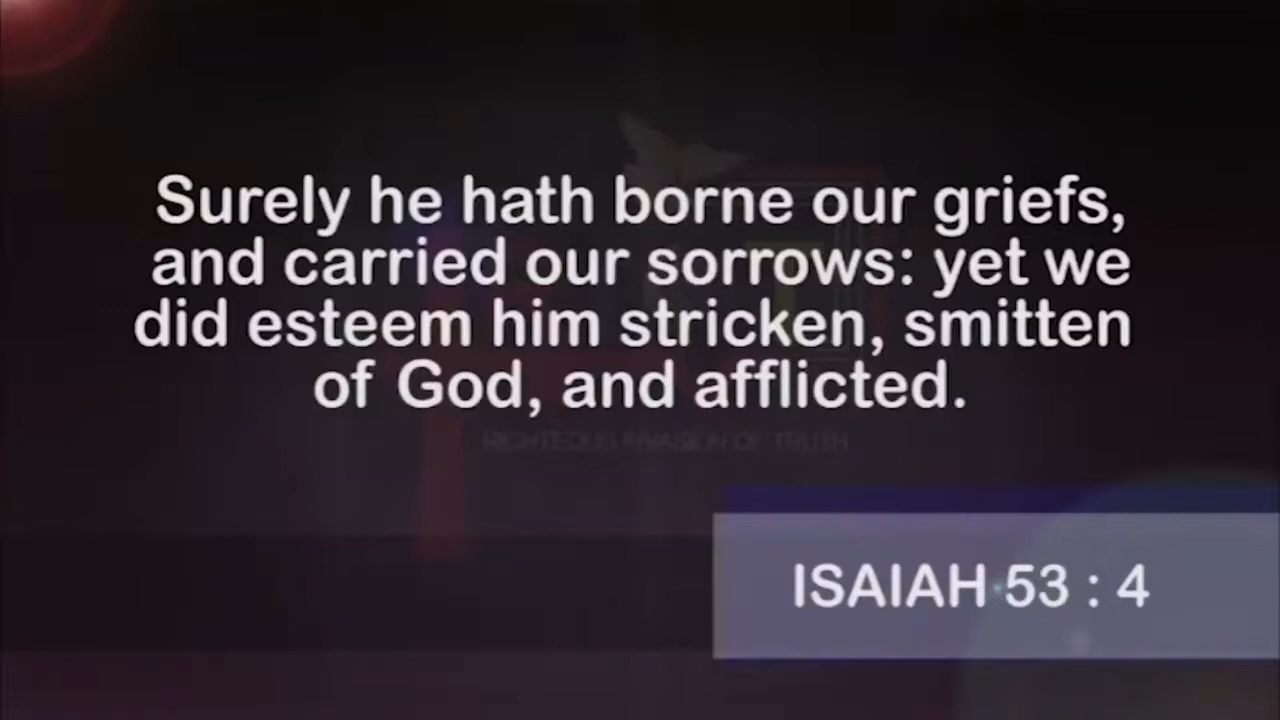 Surely he hath borne our griefs,
and carried our sorrows: yet we
did esteem him stricken, smitten
of God, and afflicted.
RIGHTEOUS INVASION OF TRUTH
ISAIAH 53 : 4